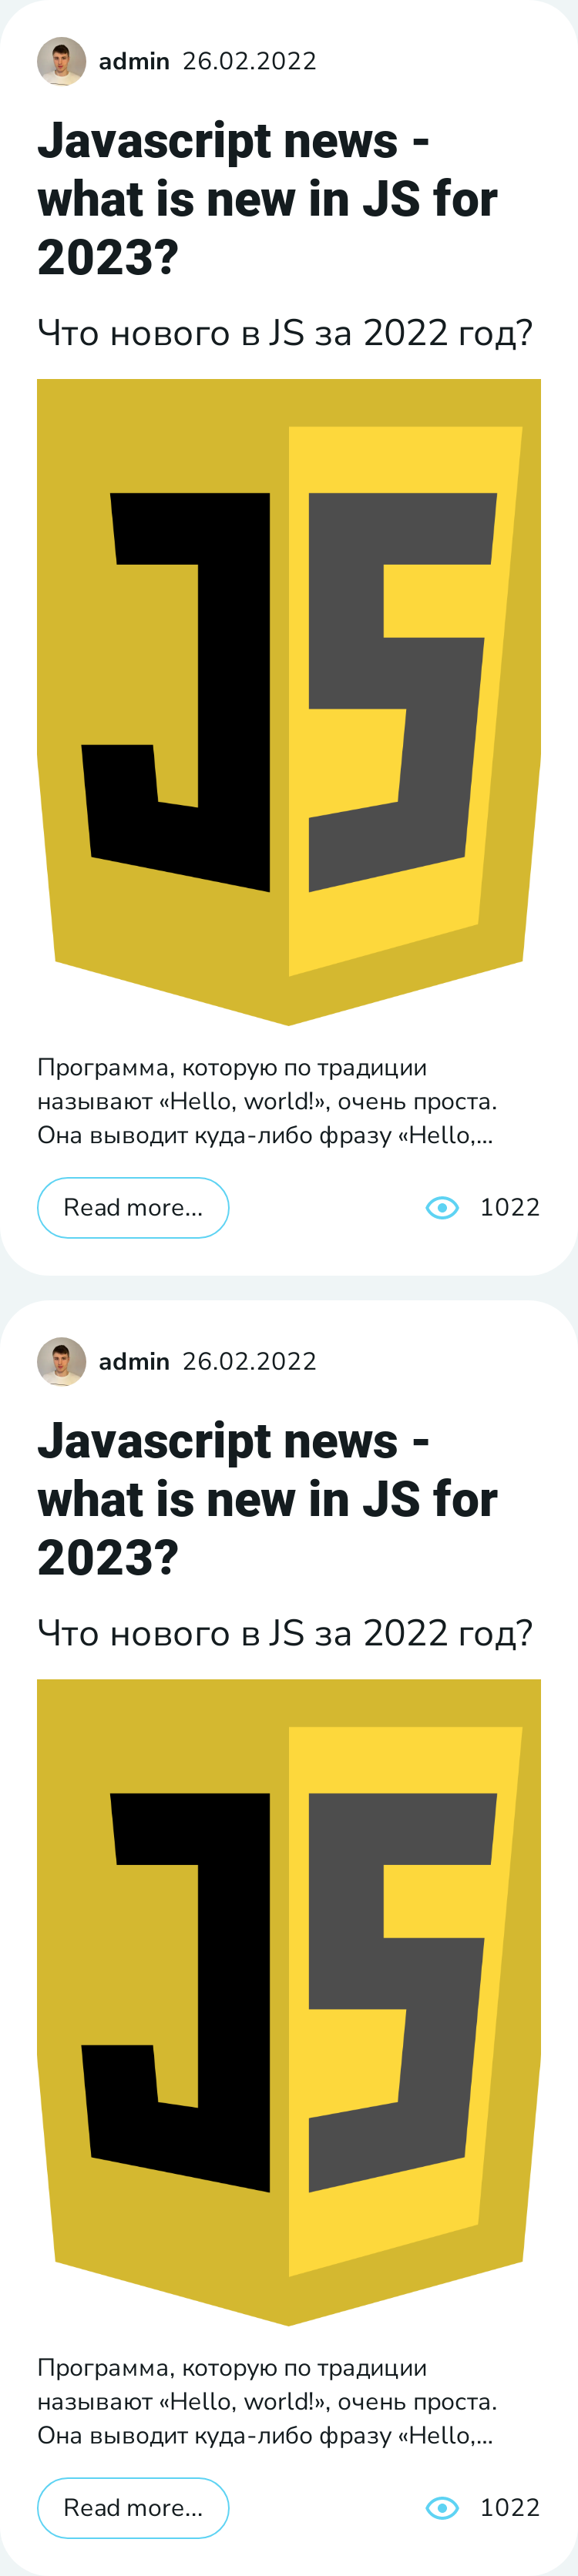 admin 26.02.2022
Javascript news -
what is new in JS for
2023?
Что нового в JS за 2022 год?
JS
Программа, которую по традиции
называют «Hello, world!», очень проста.
Она выводит куда-либо фразу «Hello,...
Read more... 1022
admin 26.02.2022
Javascript news -
what is new in JS for
2023?
Что нового в JS за 2022 год?
JS
Программа, которую по традиции
называют «Hello, world!», очень проста.
Она выводит куда-либо фразу «Hello,...
Read more... 1022